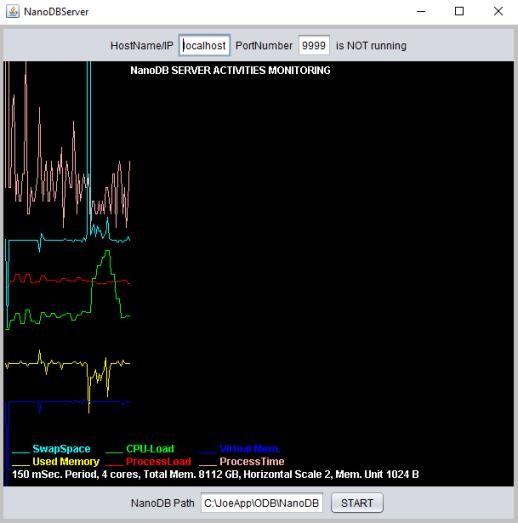 NanoDBServer
HostName/IP localhost PortNumber 9999 is NOT running
NanoDB SERVER ACTIVITIES MONITORING
SwapSpace CPU-Load Virtual Mem.
Used Memory ProcessLoad ProcessTime
150 mSec. Period, 4 cores, Total Mem. 8112 GB, Horizontal Scale 2, Mem. Unit 1024 B
NanoDB Path C:\JoeApp\ODB\NanoDB START